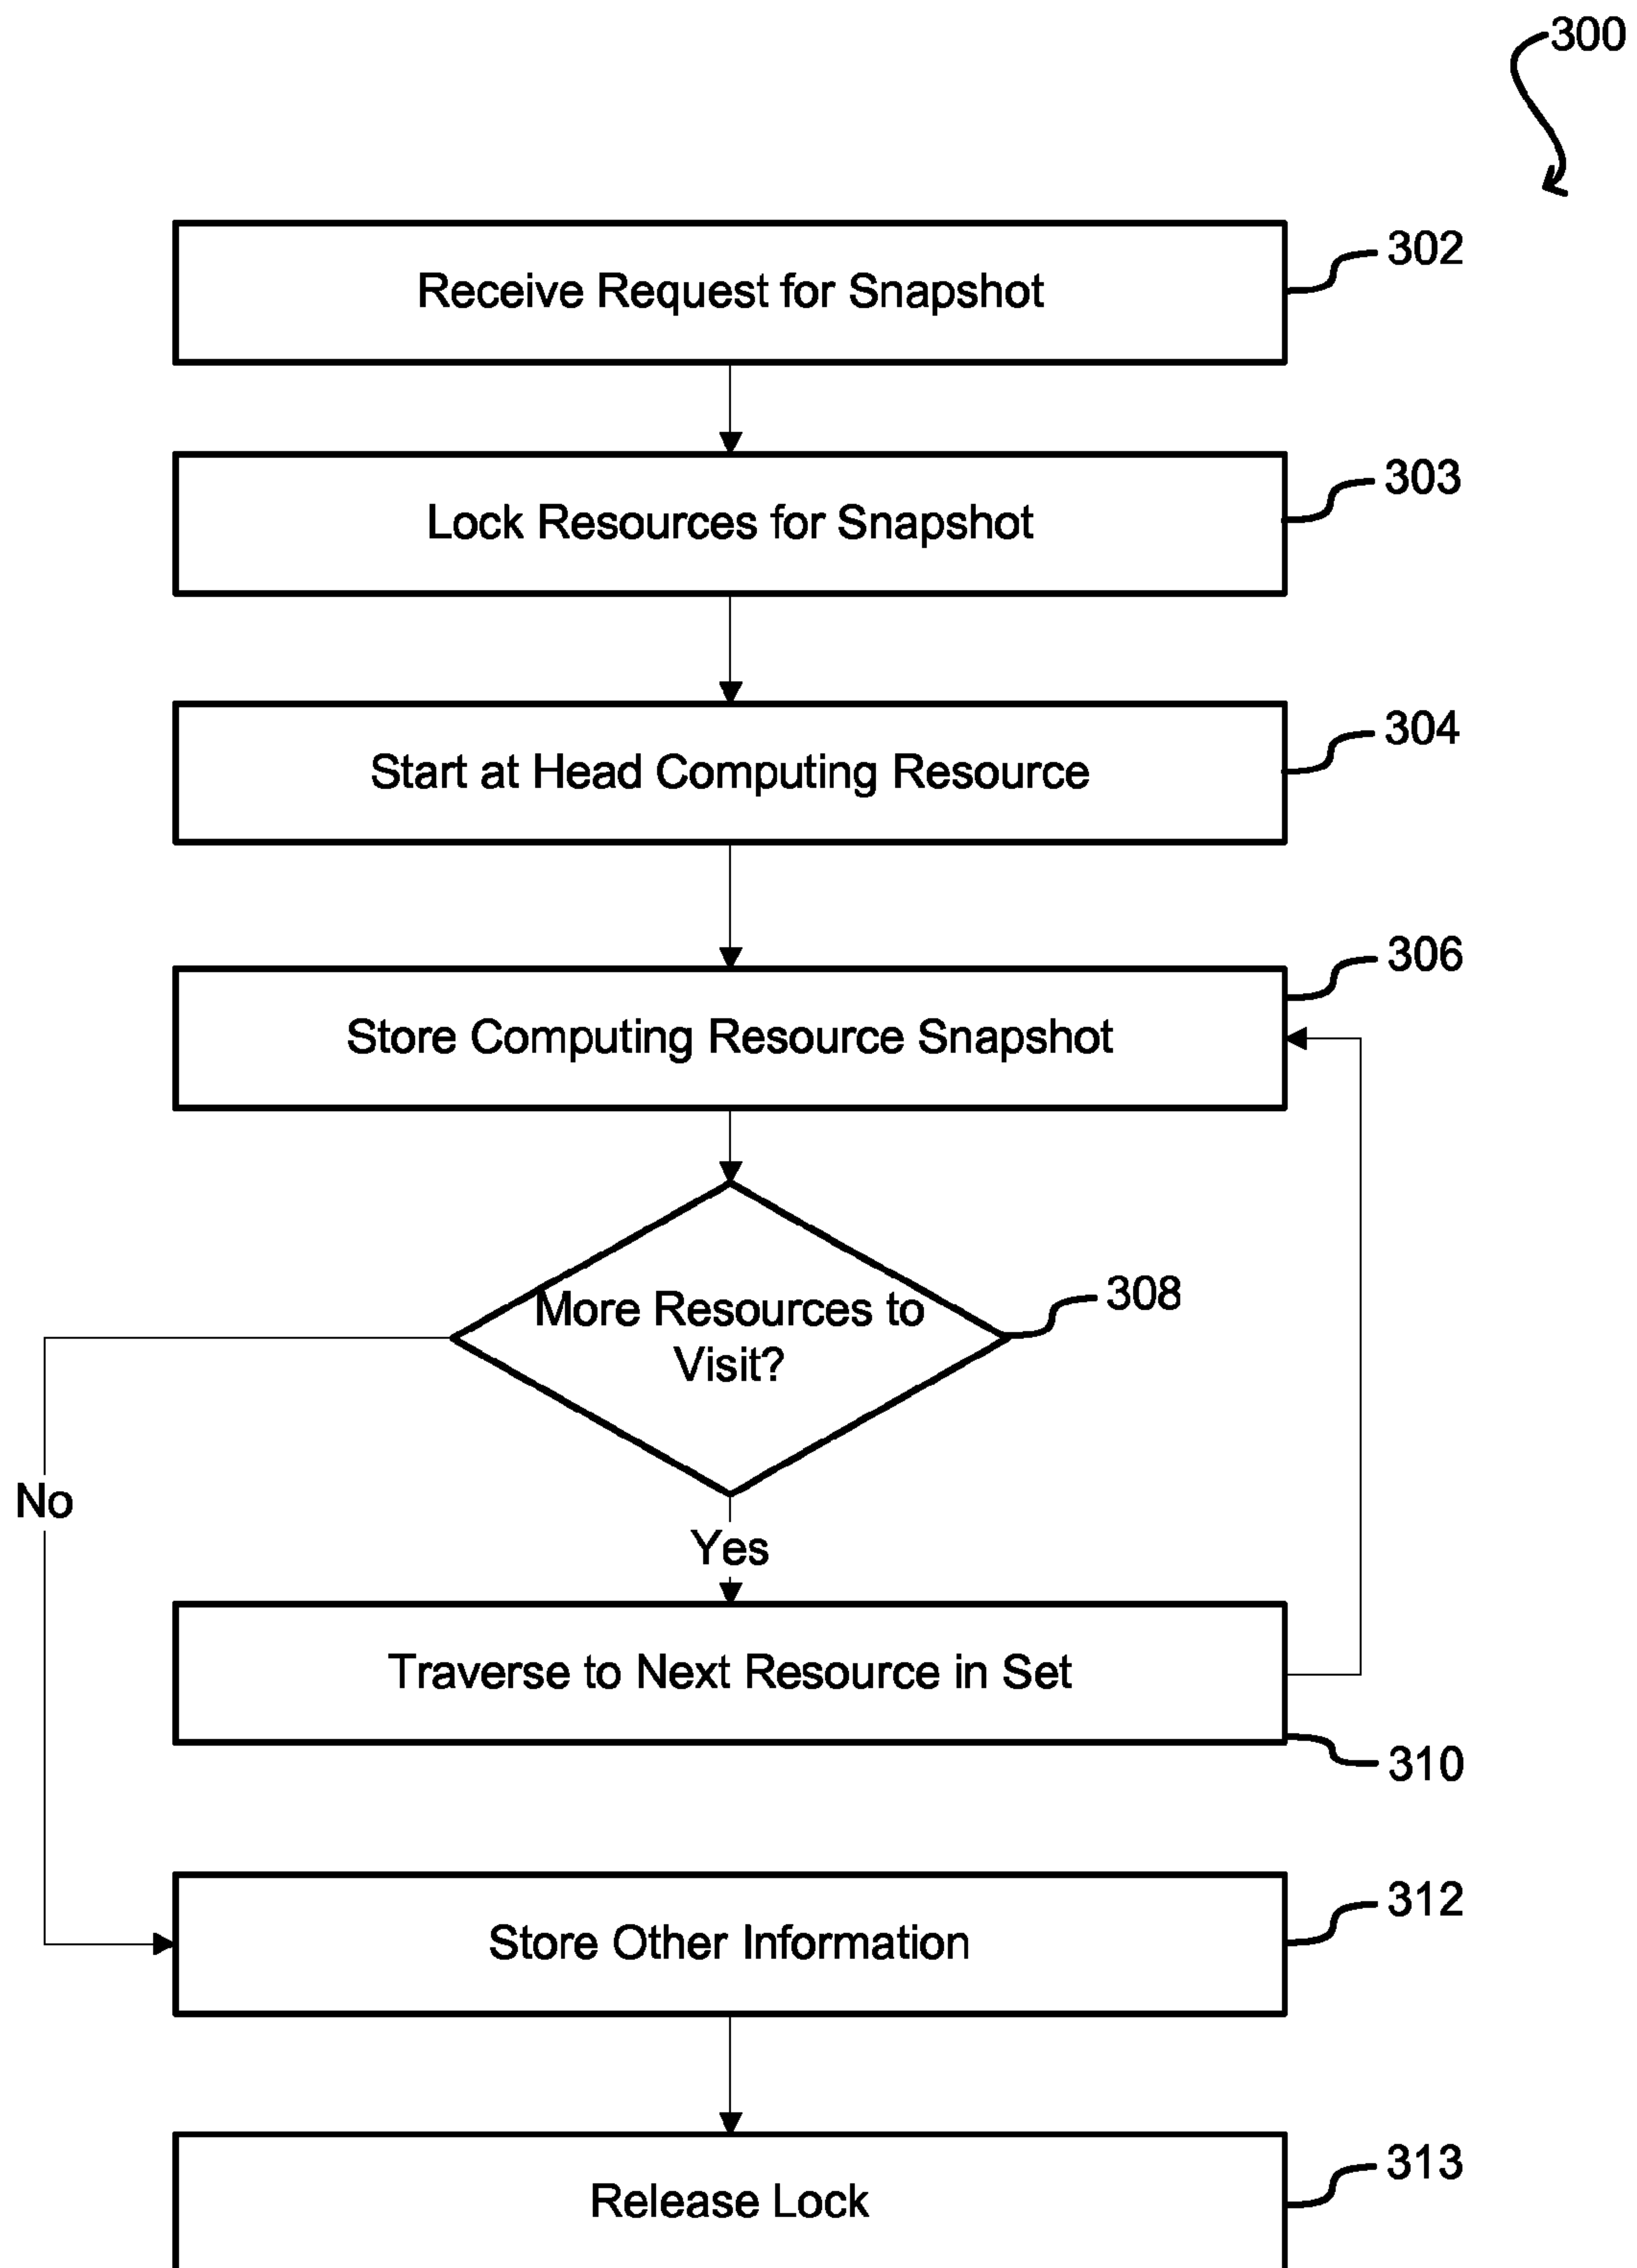 300
Receive Request for Snapshot
302
Lock Resources for Snapshot
303
Start at Head Computing Resource
304
Store Computing Resource Snapshot
306
More Resources to
Visit?
308
No
Yes
Traverse to Next Resource in Set
310
Store Other Information
312
Release Lock
313